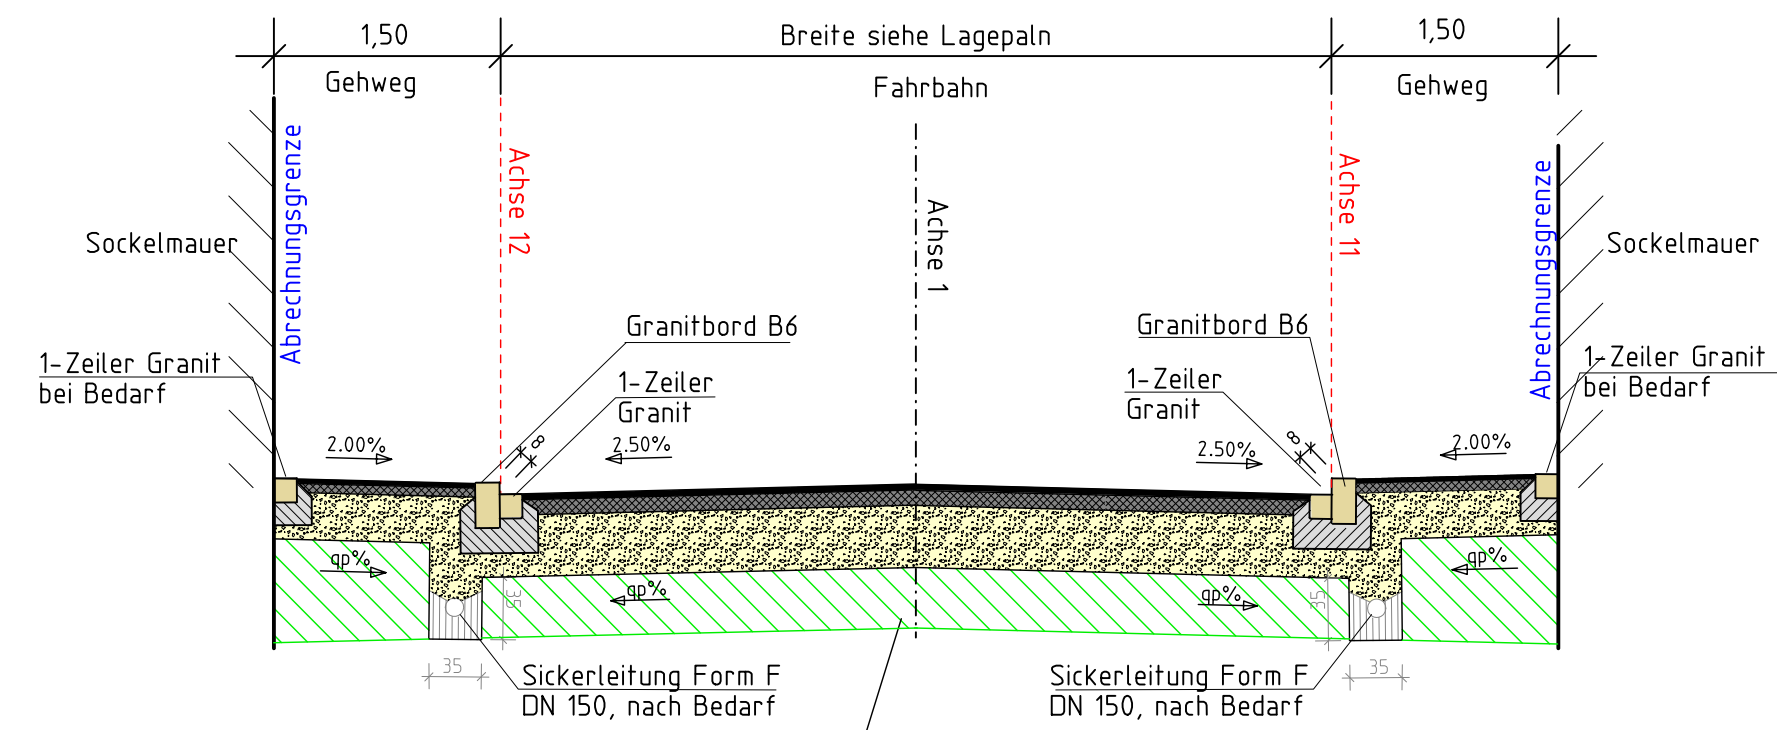 1,50
Breite siehe Lagepaln
1,50
Gehweg
Fahrbahn
Gehweg
Abrechnungsgrenze
Achse 12
Achse 1
Achse 11
Abrechnungsgrenze
Sockelmauer
Sockelmauer
Granitbord B6
Granitbord B6
1-Zeiler Granit
bei Bedarf
1-Zeiler
Granit
1-Zeiler
Granit
1-Zeiler Granit
bei Bedarf
2.00%
8
2.50%
2.50%
8
2.00%
qp%
qp%
qp%
qp%
35
35
35
35
Sickerleitung Form F
DN 150, nach Bedarf
Sickerleitung Form F
DN 150, nach Bedarf